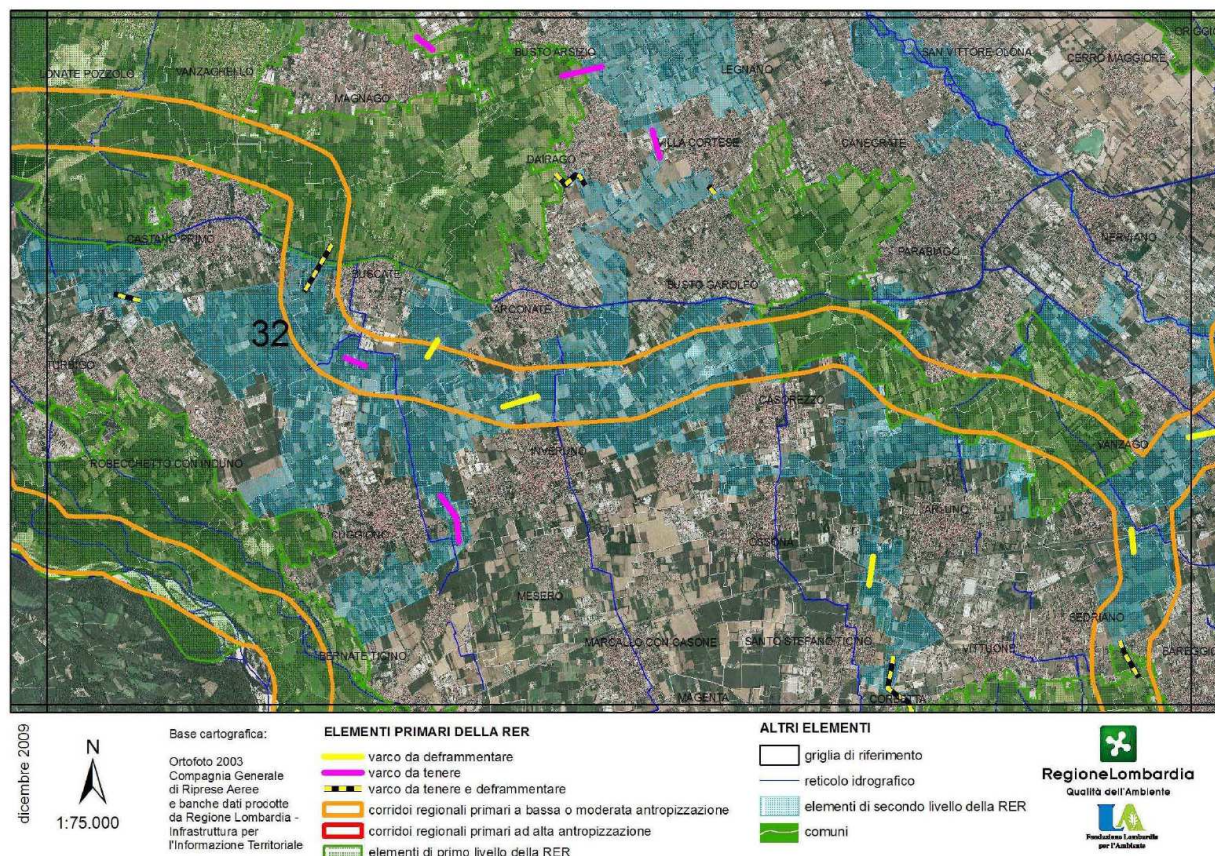 BUSTO ARSIZIO
SAN VITTORE OLONA
LONATE POZZOLO
VANZAGHELLO
LEGNANO
CERRO MAGGIORE
MAGNAGO
VILLA CORTESE
CANEGRATE
DAIRAGO
CASTANO PRIMO
NERVIANO
PARABIAGO
BUSCATE
BUSTO GAROLFO
ARCONATE
32
CASOREZZO
VANZAGO
INVERUNO
ROBECCHETTO CON INDUNO
ARLUNO
CUGGIONO
OSSONA
MESERO
SEDRIANO
MARCALLO CON CASONE
SANTO STEFANO TICINO
VITTUONE
BERNATE TICINO
MAGENTA
CORBETTA
dicembre 2009
N
1:75.000
Base cartografica:
Ortofoto 2003
Compagnia Generale
di Riprese Aeree
e banche dati prodotte
da Regione Lombardia -
Infrastruttura per
l'Informazione Territoriale
ELEMENTI PRIMARI DELLA RER
varco da deframmentare
varco da tenere
varco da tenere e deframmentare
corridoi regionali primari a bassa o moderata antropizzazione
corridoi regionali primari ad alta antropizzazione
elementi di primo livello della RER
ALTRI ELEMENTI
griglia di riferimento
reticolo idrografico
elementi di secondo livello della RER
comuni
RegioneLombardia
Qualità dell'Ambiente
Fondazione Lombardia
per l'Ambiente